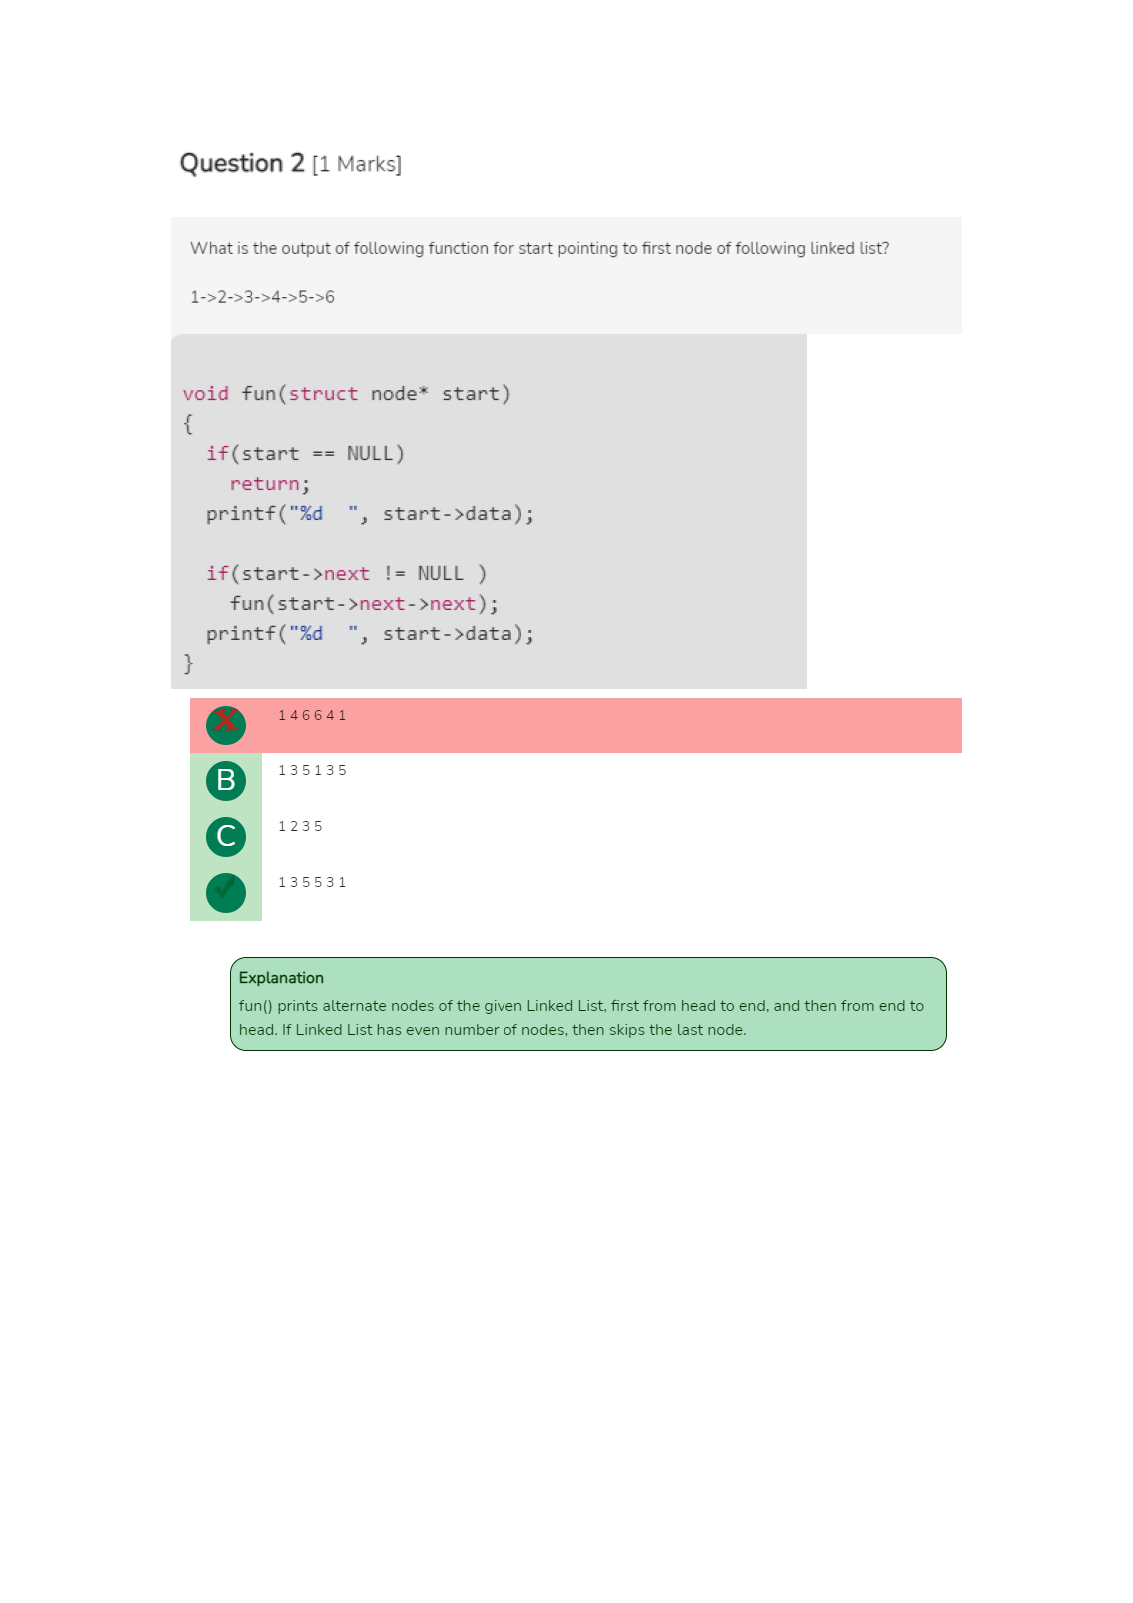 Question 2 [1 Marks]
What is the output of following function for start pointing to first node of following linked list?
1->2->3->4->5->6
void fun(struct node* start)
{
  if(start == NULL)
    return;
  printf("%d  ", start->data);

  if(start->next != NULL )
    fun(start->next->next);
  printf("%d  ", start->data);
}
X 1 4 6 6 4 1
B 1 3 5 1 3 5
C 1 2 3 5
✓ 1 3 5 5 3 1
Explanation
fun() prints alternate nodes of the given Linked List, first from head to end, and then from end to
head. If Linked List has even number of nodes, then skips the last node.